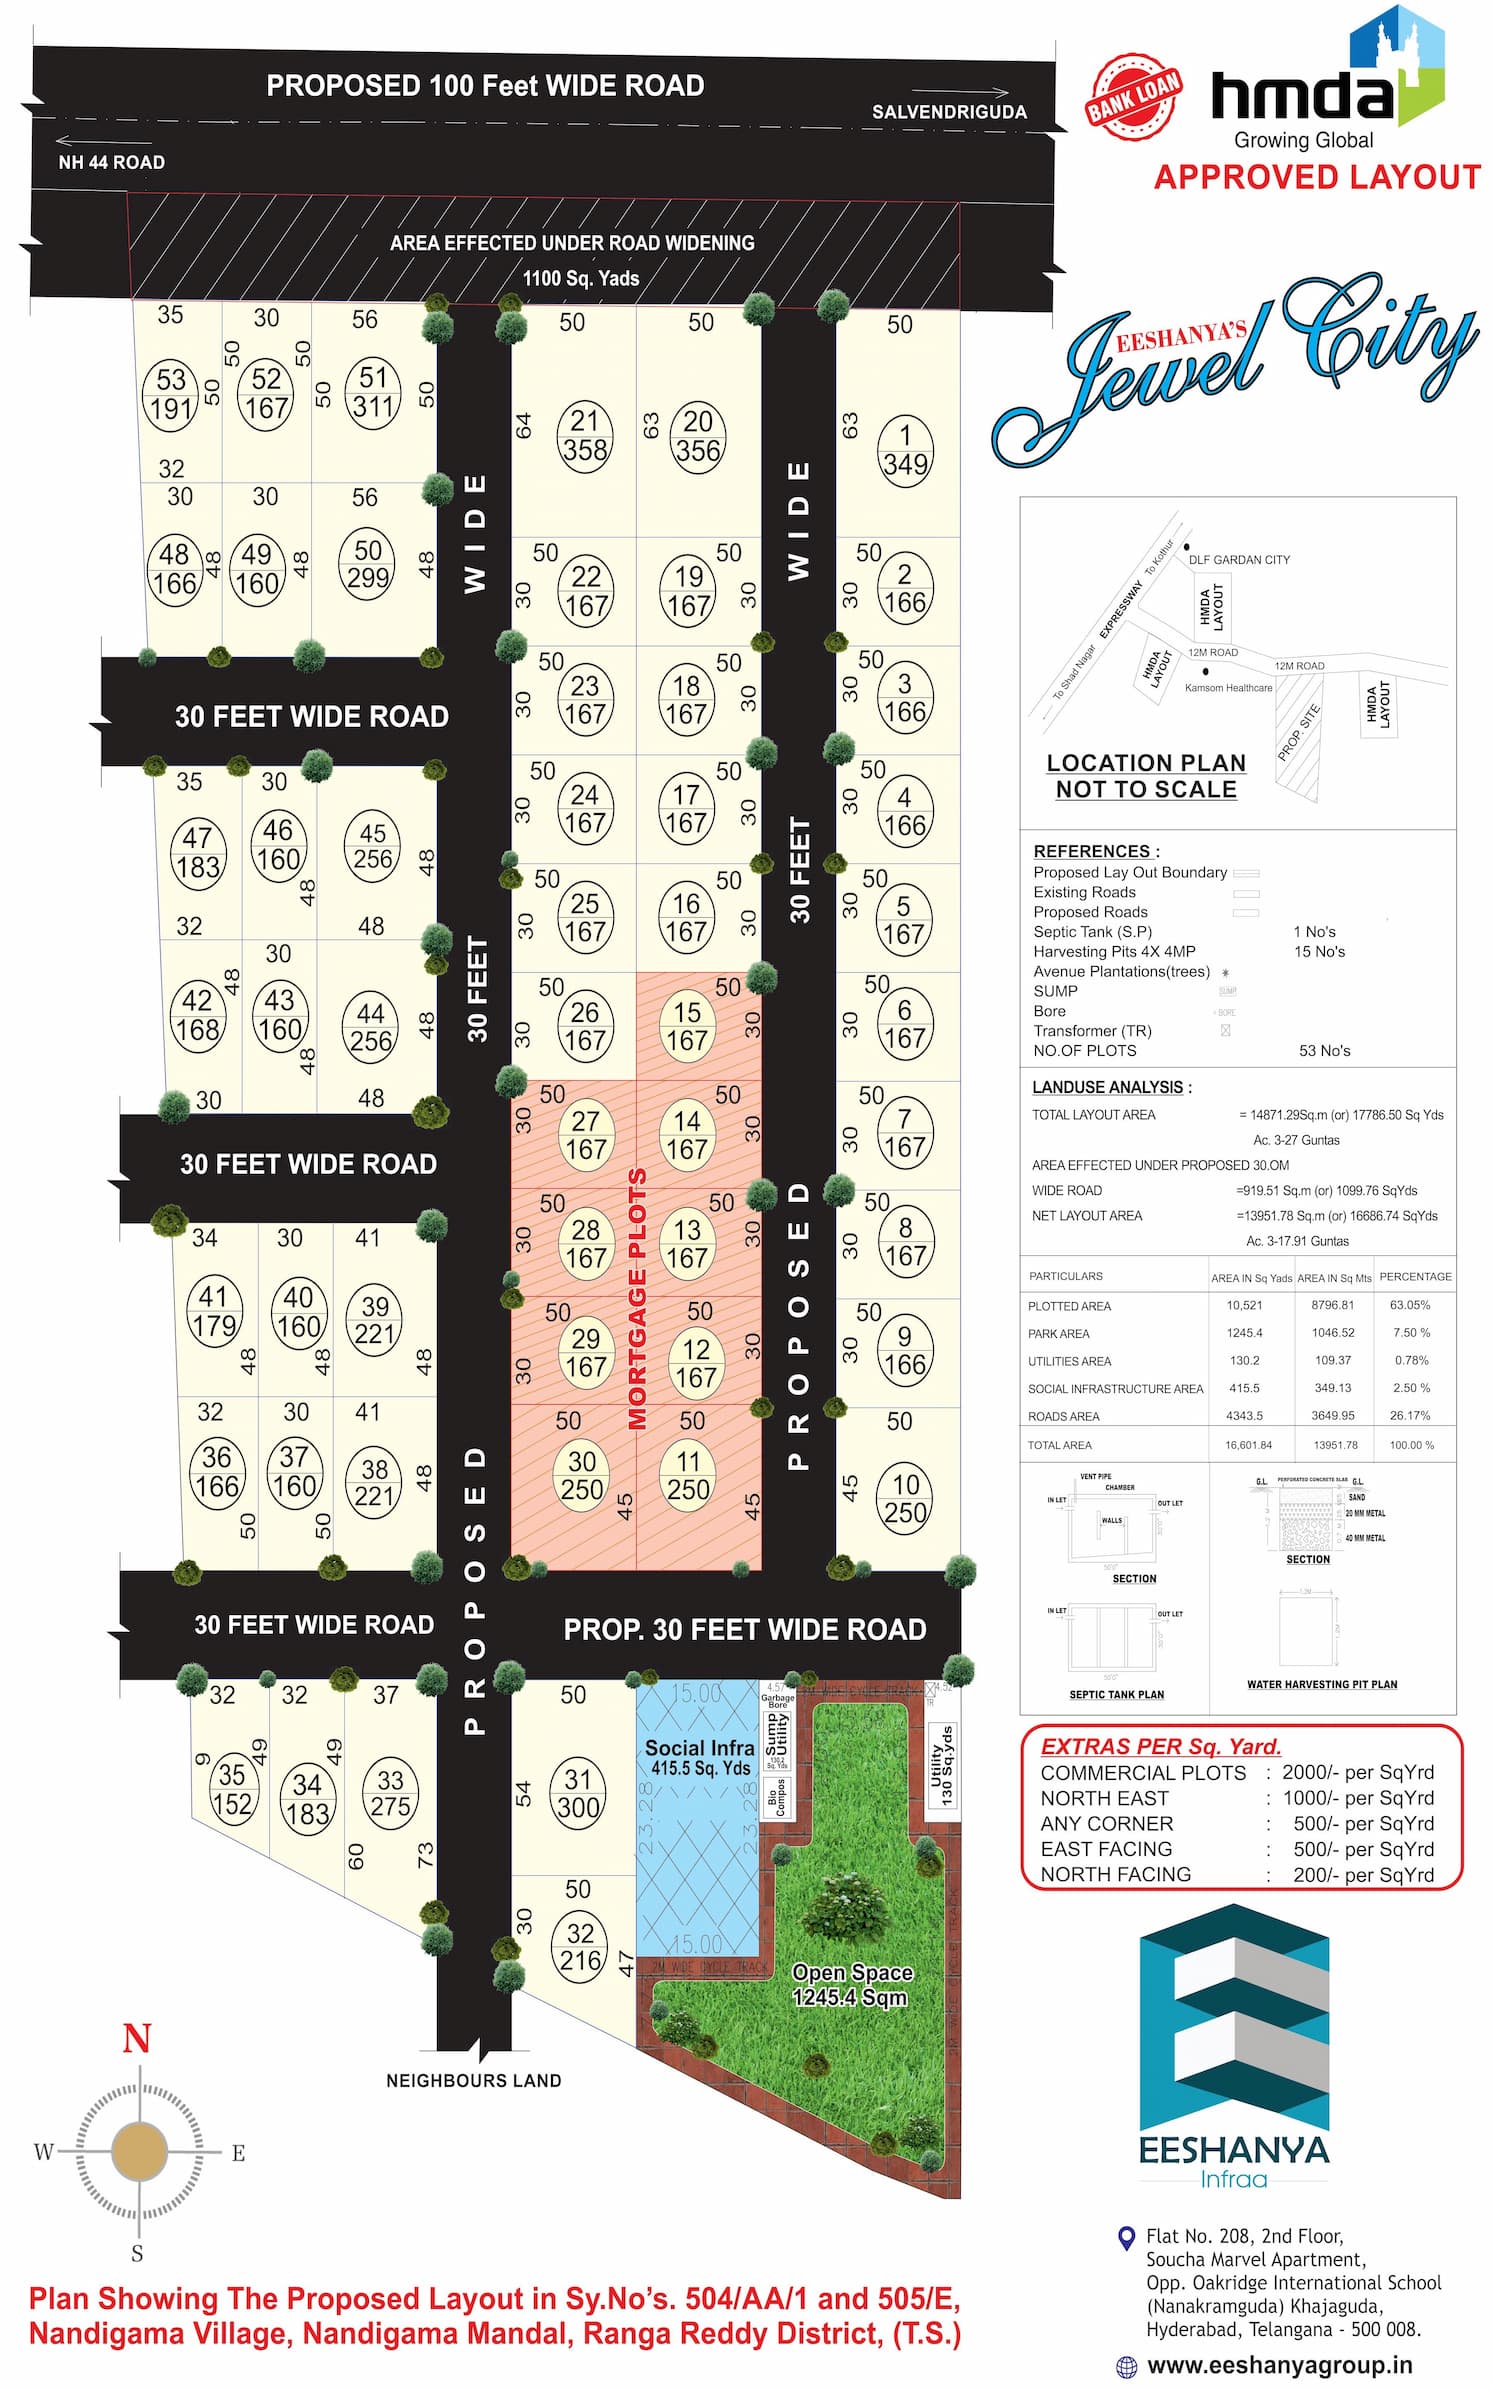 PROPOSED 100 Feet WIDE ROAD
SALVENDRIGUDA
NH 44 ROAD
AREA EFFECTED UNDER ROAD WIDENING
1100 Sq. Yads
BANK LOAN
hmda
Growing Global
APPROVED LAYOUT
EESHANYA'S
Jewel City
35 30 56 50 50 50
53 191 50 50 52 167 50 50 51 311 50
64 21 358 63 20 356 63 1 349
32
30 30 56
48 166 48 49 160 48 50 299 48
50 50 50
30 22 167 19 167 30 30 2 166
30 FEET WIDE ROAD
50 50 50
30 23 167 18 167 30 30 3 166
50 50 50
30 24 167 17 167 30 30 4 166
35 30
47 183 46 160 48 45 256 48
50 50 50
30 25 167 16 167 30 30 5 167
32 48
30
42 168 48 43 160 48 44 256 48
50 50 50
30 26 167 15 167 30 30 6 167
30 48
50 50 50
30 27 167 14 167 30 30 7 167
30 FEET WIDE ROAD
50 50 50
30 28 167 13 167 30 30 8 167
MORTGAGE PLOTS
34 30 41
41 179 48 40 160 48 39 221 48
50 50 50
30 29 167 12 167 30 30 9 166
32 30 41
36 166 50 37 160 50 38 221 48
50 50 50
30 250 45 11 250 45 45 10 250
PROPOSED 30 FEET WIDE
PROPOSED 30 FEET WIDE
30 FEET WIDE ROAD
PROP. 30 FEET WIDE ROAD
32 32 37 50
9 35 152 49 34 183 49 33 275 60 73
54 31 300
50
30 32 216 47
15.00
Social Infra
415.5 Sq. Yds
23.28 23.28
15.00
2M WIDE CYCLE TRACK
4.57
Garbage
Bore
Sump
Utility
130.2
Sq. Yds
Bio
Compos
2M WIDE CYCLE TRACK
4.52
TR
Utility
130 Sq.yds
2M WIDE CYCLE TRACK
Open Space
1245.4 Sqm
NEIGHBOURS LAND
N
W E
S
Plan Showing The Proposed Layout in Sy.No's. 504/AA/1 and 505/E,
Nandigama Village, Nandigama Mandal, Ranga Reddy District, (T.S.)
To Kothur
DLF GARDAN CITY
EXPRESSWAY
HMDA
LAYOUT
To Shad Nagar
HMDA
LAYOUT
12M ROAD
12M ROAD
Kamsom Healthcare
PROP. SITE
HMDA
LAYOUT
LOCATION PLAN
NOT TO SCALE
REFERENCES :
Proposed Lay Out Boundary
Existing Roads
Proposed Roads
Septic Tank (S.P) 1 No's
Harvesting Pits 4X 4MP 15 No's
Avenue Plantations(trees)
SUMP SUMP
Bore BORE
Transformer (TR)
NO.OF PLOTS 53 No's
LANDUSE ANALYSIS :
TOTAL LAYOUT AREA = 14871.29Sq.m (or) 17786.50 Sq Yds
Ac. 3-27 Guntas
AREA EFFECTED UNDER PROPOSED 30.OM
WIDE ROAD =919.51 Sq.m (or) 1099.76 SqYds
NET LAYOUT AREA =13951.78 Sq.m (or) 16686.74 SqYds
Ac. 3-17.91 Guntas
PARTICULARS AREA IN Sq Yads AREA IN Sq Mts PERCENTAGE
PLOTTED AREA 10,521 8796.81 63.05%
PARK AREA 1245.4 1046.52 7.50 %
UTILITIES AREA 130.2 109.37 0.78%
SOCIAL INFRASTRUCTURE AREA 415.5 349.13 2.50 %
ROADS AREA 4343.5 3649.95 26.17%
TOTAL AREA 16,601.84 13951.78 100.00 %
VENT PIPE
CHAMBER
IN LET
OUT LET
WALLS
SECTION
IN LET
OUT LET
SEPTIC TANK PLAN
G.L. PERFORATED CONCRETE SLAB G.L
SAND
20 MM METAL
40 MM METAL
SECTION
1.2M
1.2M
WATER HARVESTING PIT PLAN
EXTRAS PER Sq. Yard.
COMMERCIAL PLOTS : 2000/- per SqYrd
NORTH EAST : 1000/- per SqYrd
ANY CORNER : 500/- per SqYrd
EAST FACING : 500/- per SqYrd
NORTH FACING : 200/- per SqYrd
EESHANYA
Infraa
Flat No. 208, 2nd Floor,
Soucha Marvel Apartment,
Opp. Oakridge International School
(Nanakramguda) Khajaguda,
Hyderabad, Telangana - 500 008.
www.eeshanyagroup.in